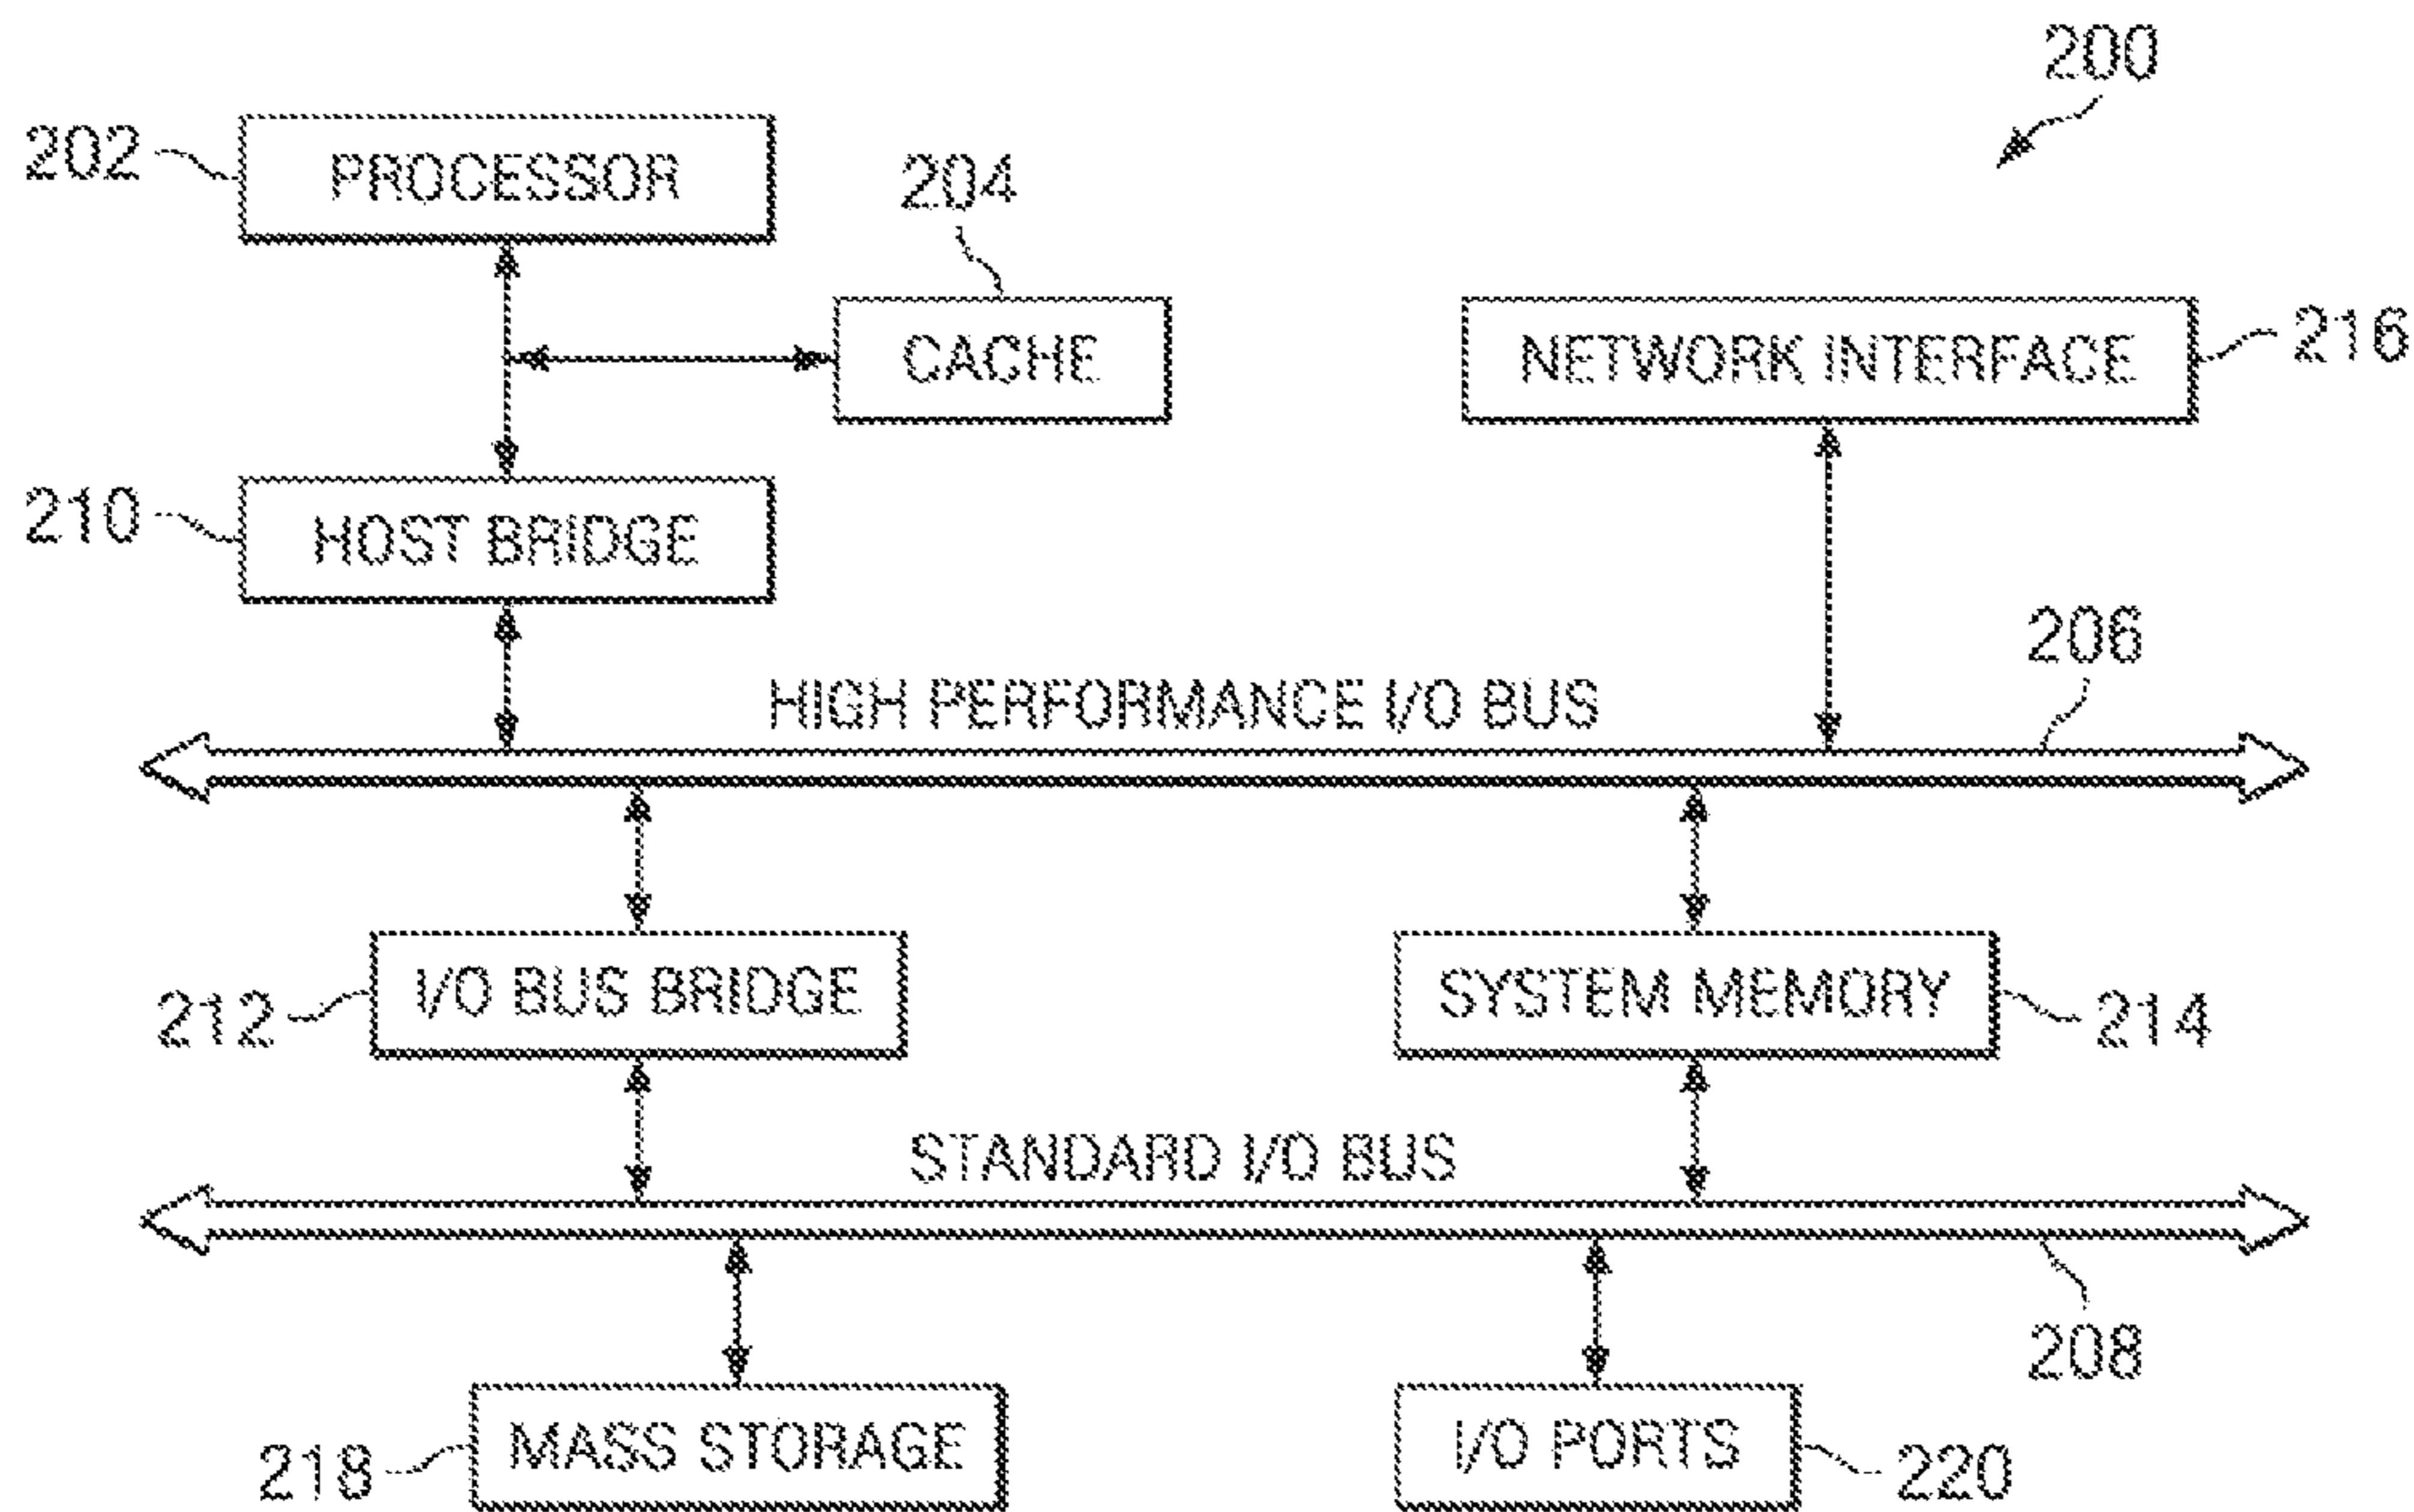 200
202
PROCESSOR
204
CACHE
NETWORK INTERFACE
216
210
HOST BRIDGE
206
HIGH PERFORMANCE I/O BUS
I/O BUS BRIDGE
212
SYSTEM MEMORY
214
STANDARD I/O BUS
208
MASS STORAGE
218
I/O PORTS
220